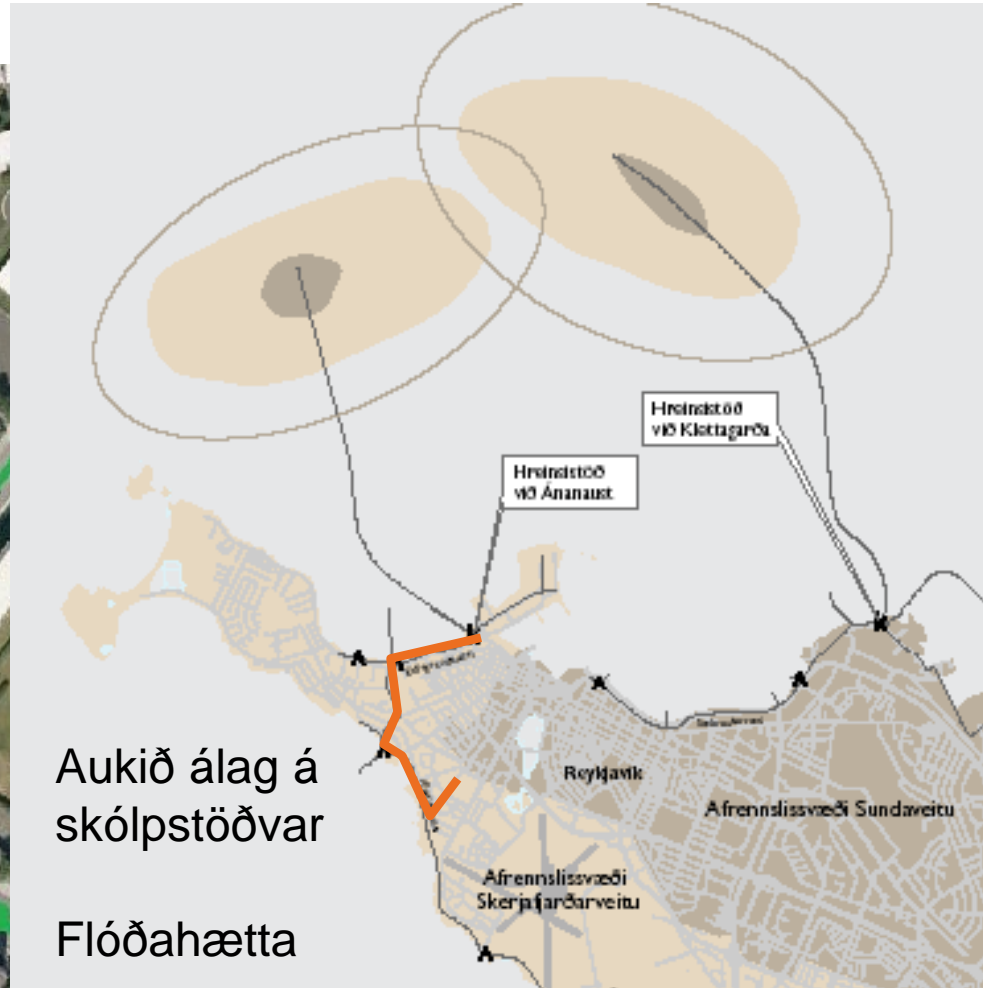 Hreinsistöð
við Klettagarða
Hreinsistöð
við Ánanaust
Reykjavík
Afrennslissvæði Sundaveitu
Afrennslissvæði
Skerjafjarðarveitu
Aukið álag á
skólpstöðvar
Flóðahætta